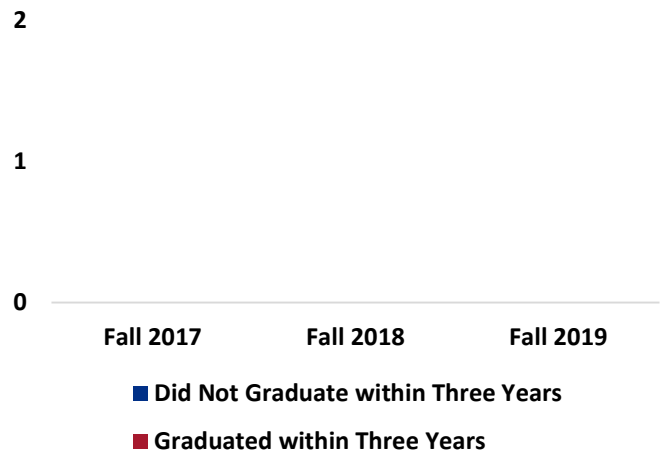 2
1
0
Fall 2017 Fall 2018 Fall 2019
Did Not Graduate within Three Years
Graduated within Three Years